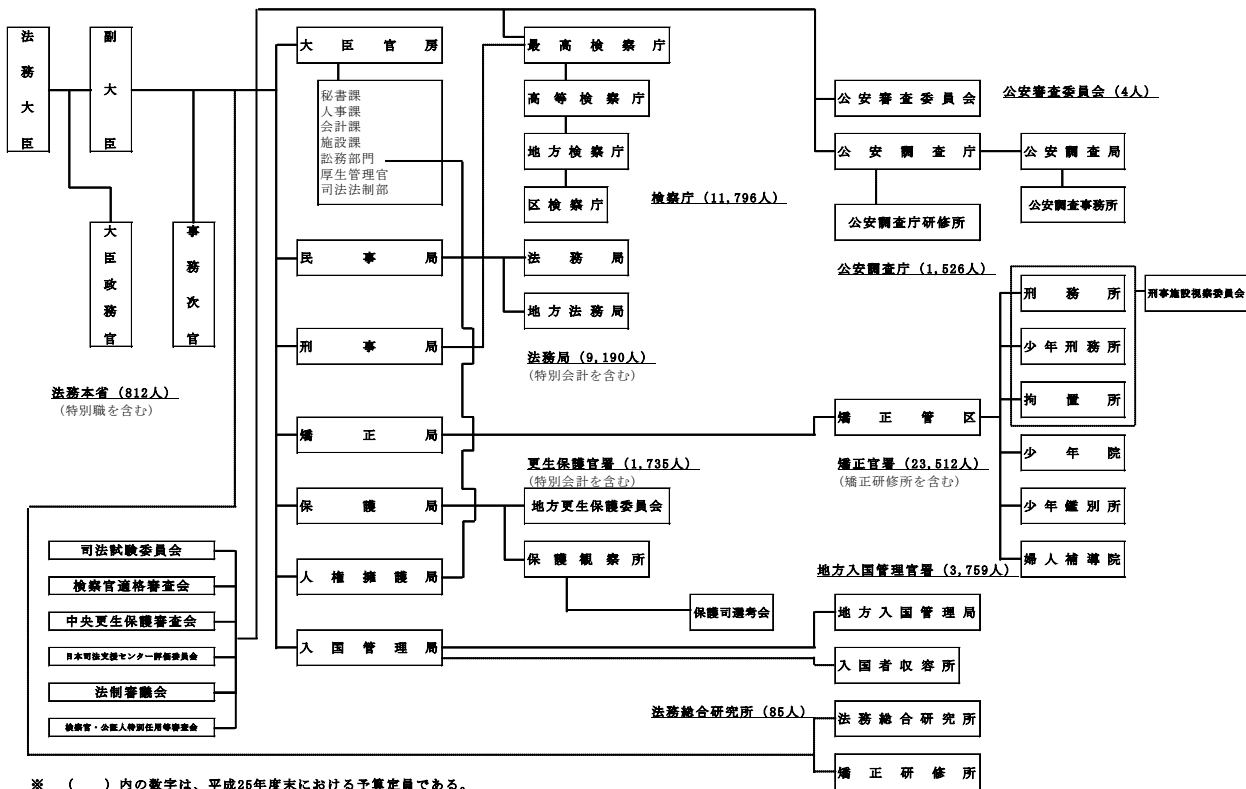 法務大臣
副大臣
大臣政務官
事務次官
法務本省（812人）
（特別職を含む）
大臣官房
秘書課
人事課
会計課
施設課
訟務部門
厚生管理官
司法法制部
民事局
刑事局
矯正局
保護局
人権擁護局
入国管理局
最高検察庁
高等検察庁
地方検察庁
区検察庁
検察庁（11,796人）
法務局
地方法務局
法務局（9,190人）
（特別会計を含む）
更生保護官署（1,735人）
（特別会計を含む）
地方更生保護委員会
保護観察所
保護司選考会
公安審査委員会
公安審査委員会（4人）
公安調査庁
公安調査局
公安調査庁研修所
公安調査事務所
公安調査庁（1,526人）
刑務所
刑事施設視察委員会
少年刑務所
拘置所
矯正管区
矯正官署（23,512人）
（矯正研修所を含む）
少年院
少年鑑別所
婦人補導院
地方入国管理官署（3,759人）
地方入国管理局
入国者収容所
法務総合研究所（85人）
法務総合研究所
矯正研修所
司法試験委員会
検察官適格審査会
中央更生保護審査会
日本司法支援センター評価委員会
法制審議会
検察官・公証人特別任用等審査会
※　（　　）内の数字は、平成25年度末における予算定員である。